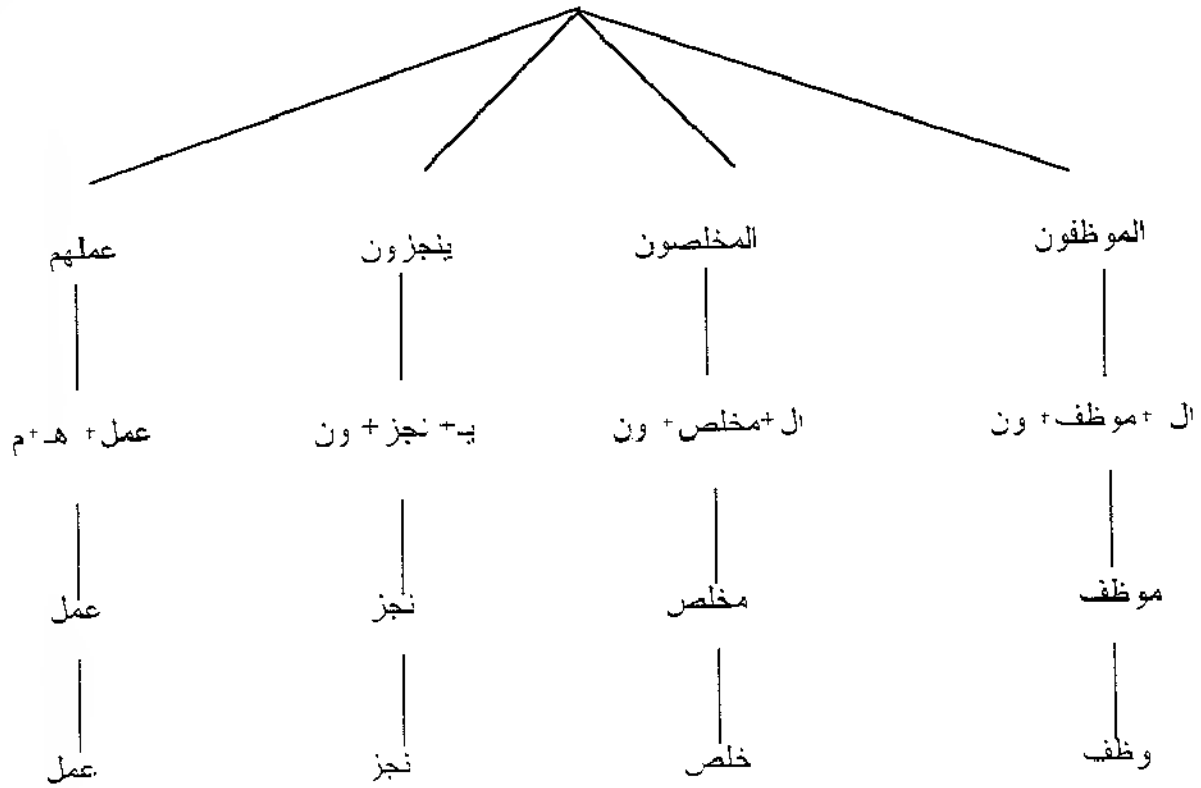 الموظفون المخلصون ينجزون عملهم
ال +موظف+ ون ال+مخلص+ ون يـ+ نجز+ ون عمل+ هـ+م
موظف مخلص نجز عمل
وظف خلص نجز عمل